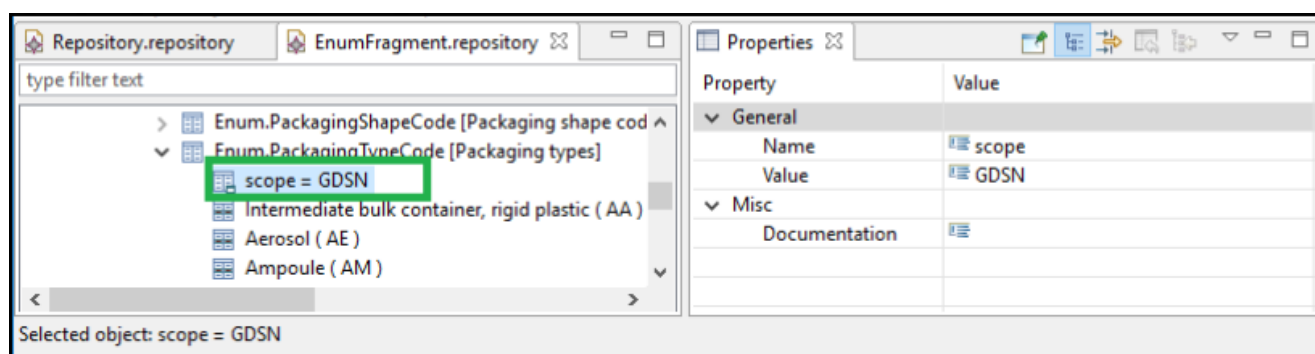 Repository.repository
EnumFragment.repository
Properties
type filter text
Property Value
Enum.PackagingShapeCode [Packaging shape cod
General
Enum.PackagingTypeCode [Packaging types]
Name scope
scope = GDSN
Value GDSN
Intermediate bulk container, rigid plastic ( AA )
Misc
Aerosol ( AE )
Documentation
Ampoule ( AM )
Selected object: scope = GDSN